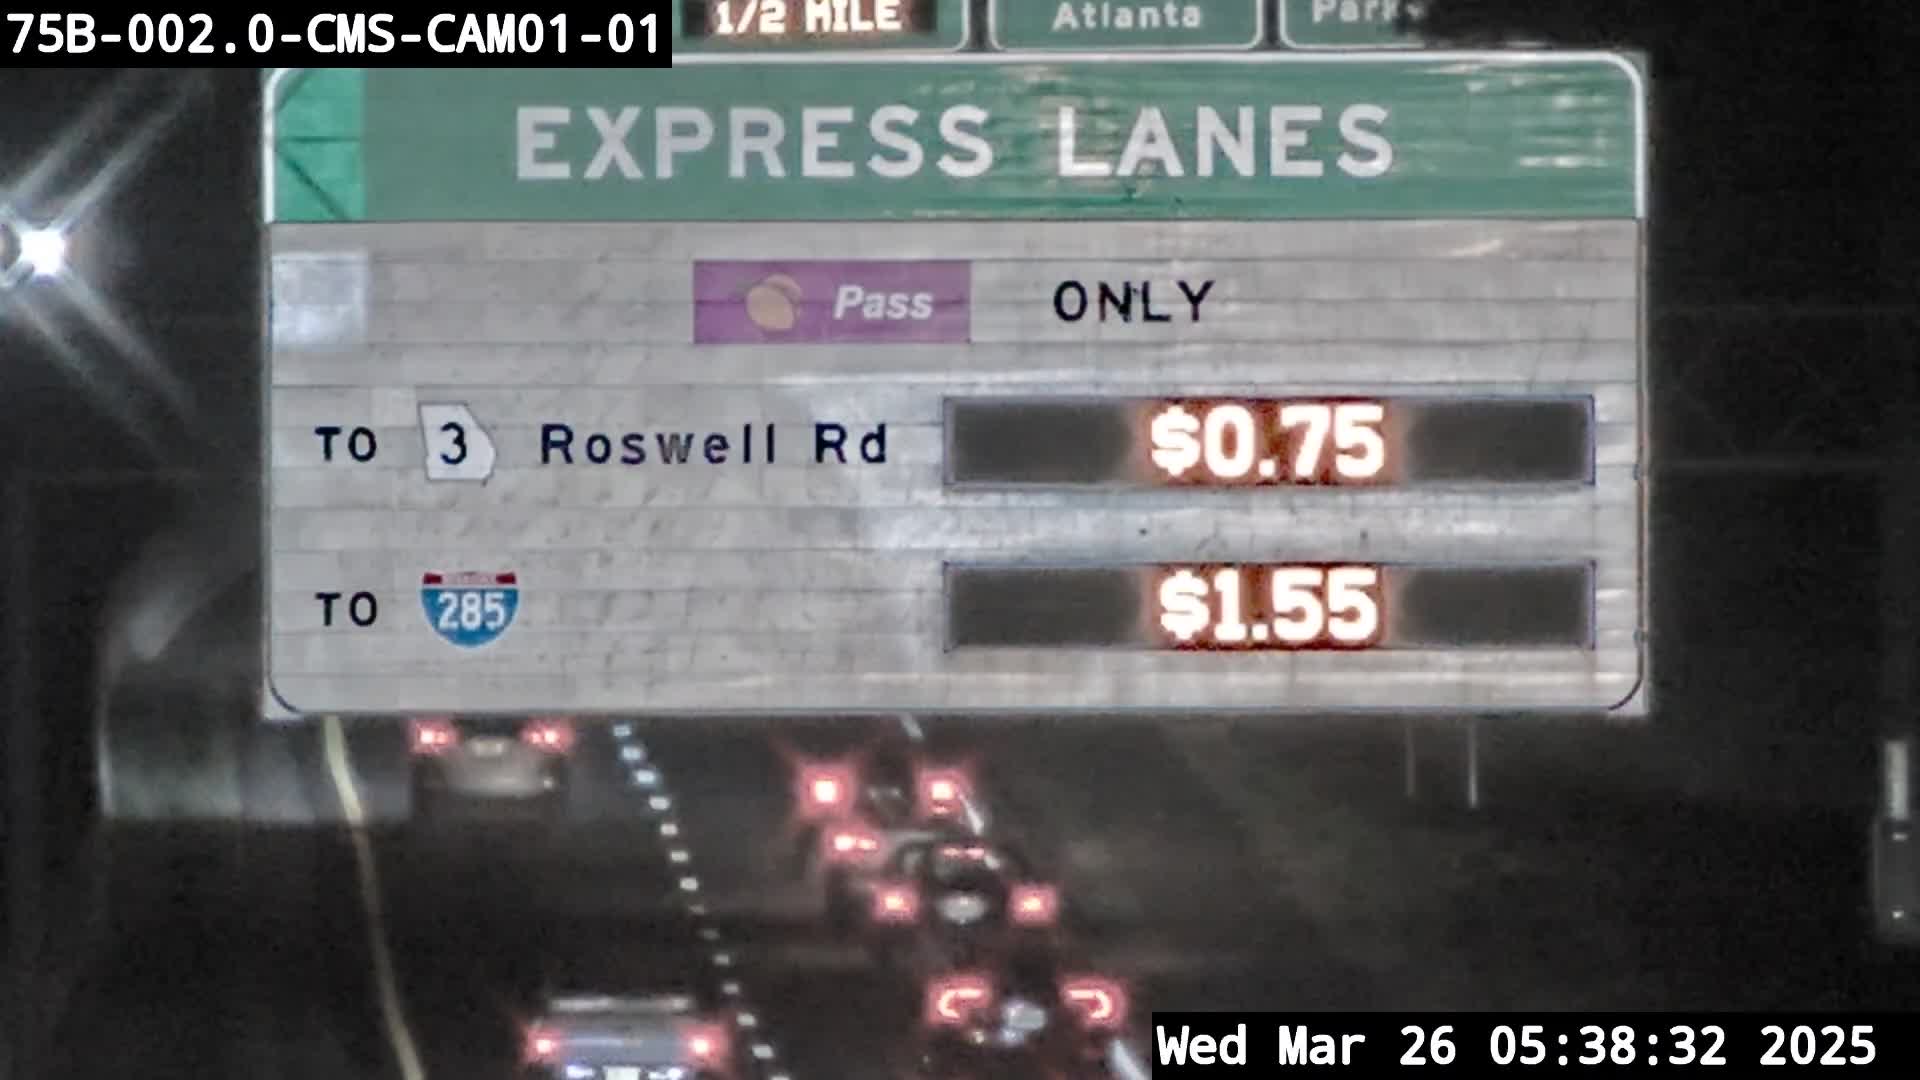 75B-002.0-CMS-CAM01-01
1/2 MILE
Atlanta
EXPRESS LANES
Pass ONLY
TO 3 Roswell Rd $0.75
TO 285 $1.55
Wed Mar 26 05:38:32 2025